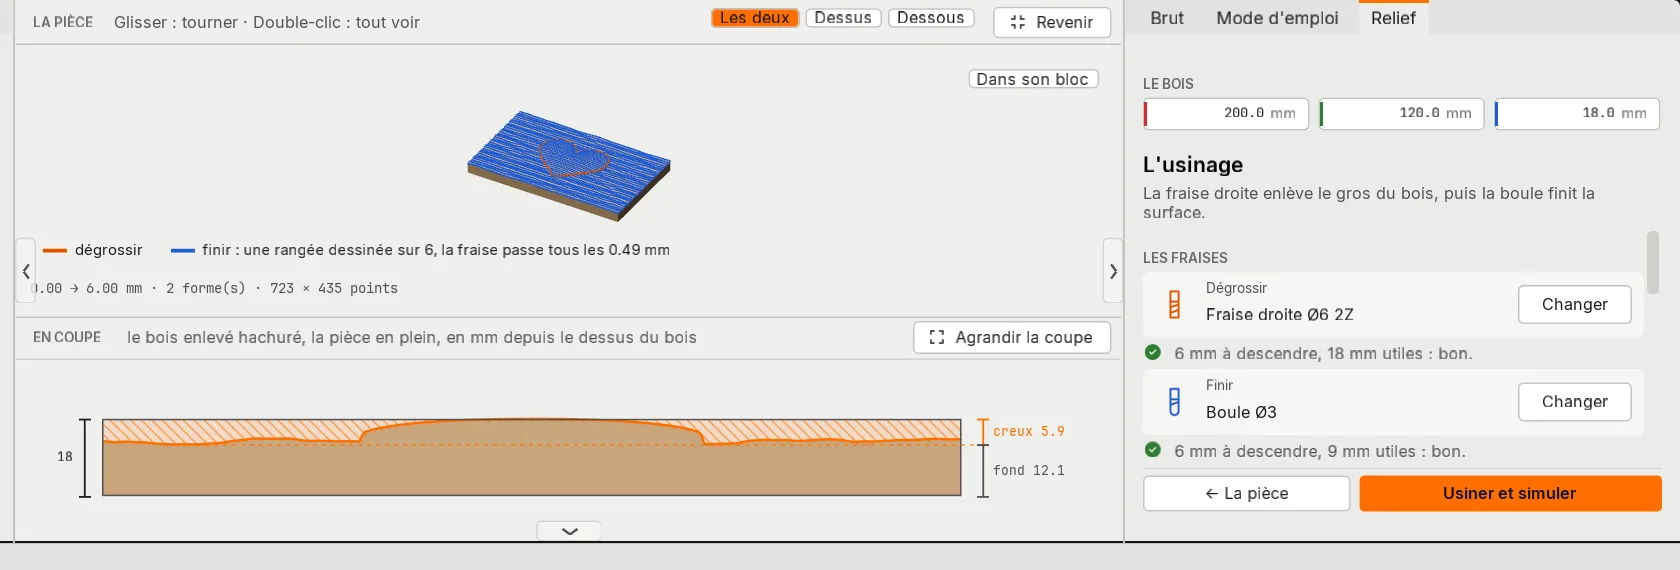 LA PIÈCE Glisser : tourner · Double-clic : tout voir
Les deux Dessus Dessous Revenir
Dans son bloc
dégrossir finir : une rangée dessinée sur 6, la fraise passe tous les 0.49 mm
0.00 → 6.00 mm · 2 forme(s) · 723 × 435 points
EN COUPE le bois enlevé hachuré, la pièce en plein, en mm depuis le dessus du bois
Agrandir la coupe
18
creux 5.9
fond 12.1
Brut Mode d'emploi Relief
LE BOIS
200.0 mm 120.0 mm 18.0 mm
L'usinage
La fraise droite enlève le gros du bois, puis la boule finit la
surface.
LES FRAISES
Dégrossir
Fraise droite Ø6 2Z
Changer
6 mm à descendre, 18 mm utiles : bon.
Finir
Boule Ø3
Changer
6 mm à descendre, 9 mm utiles : bon.
← La pièce Usiner et simuler